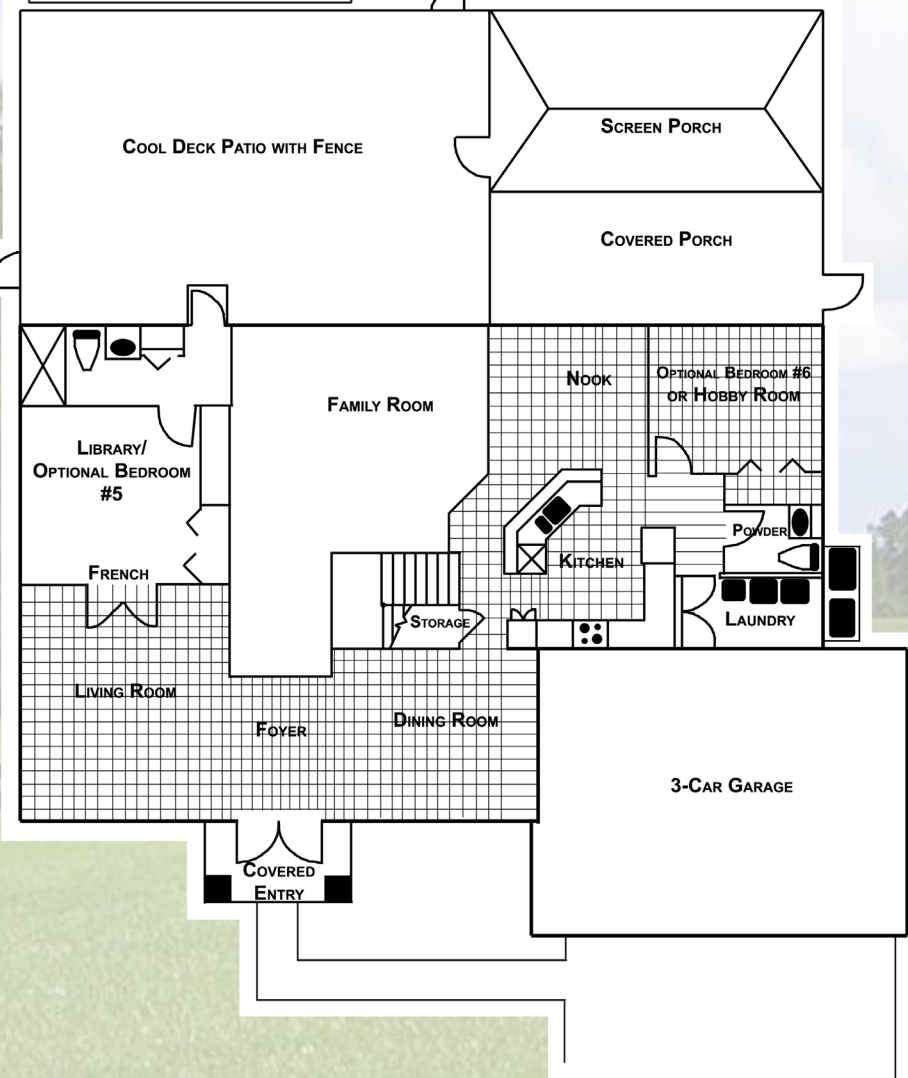 Screen Porch
Cool Deck Patio with Fence
Covered Porch
Nook
Optional Bedroom #6
or Hobby Room
Family Room
Library/
Optional Bedroom
#5
Powder
Kitchen
French
Storage
Laundry
Living Room
Dining Room
Foyer
3-Car Garage
Covered
Entry